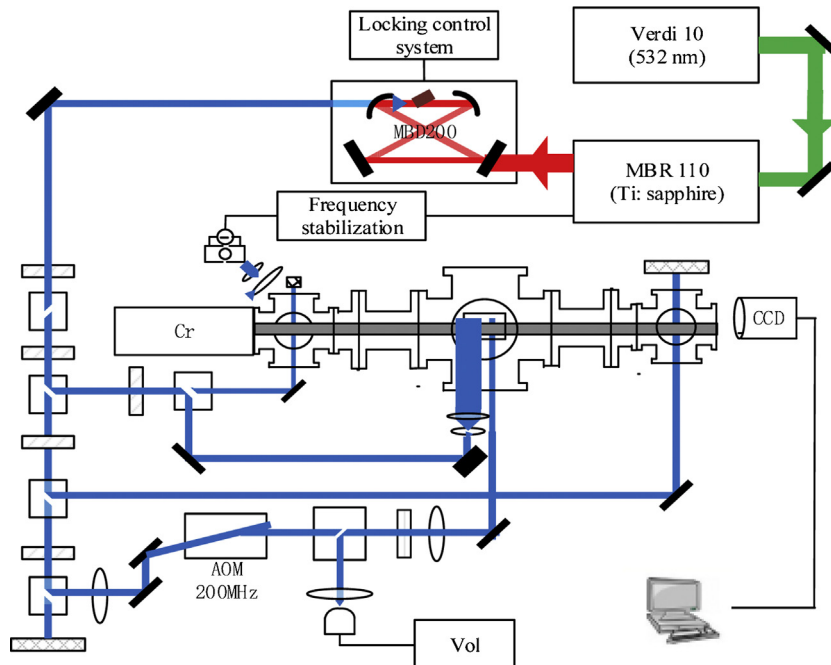 Locking control
system
Verdi 10
(532 nm)
MBD200
MBR 110
(Ti: sapphire)
Frequency
stabilization
Cr
CCD
AOM
200MHz
Vol